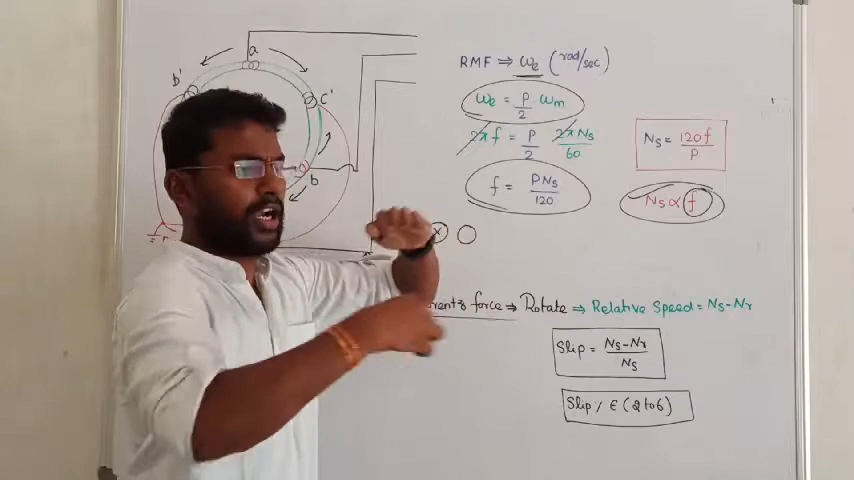 a
b'
c'
b
RMF ⇒ ωe (rad/sec)
ωe = P/2 ωm
2πf = P/2 2πNs/60
f = PNs/120
Ns = 120f/P
Ns ∝ f
x
force → Rotate ⇒ Relative Speed = Ns-Nr
Slip = Ns-Nr/Ns
Slip % ∈ (2 to 6)